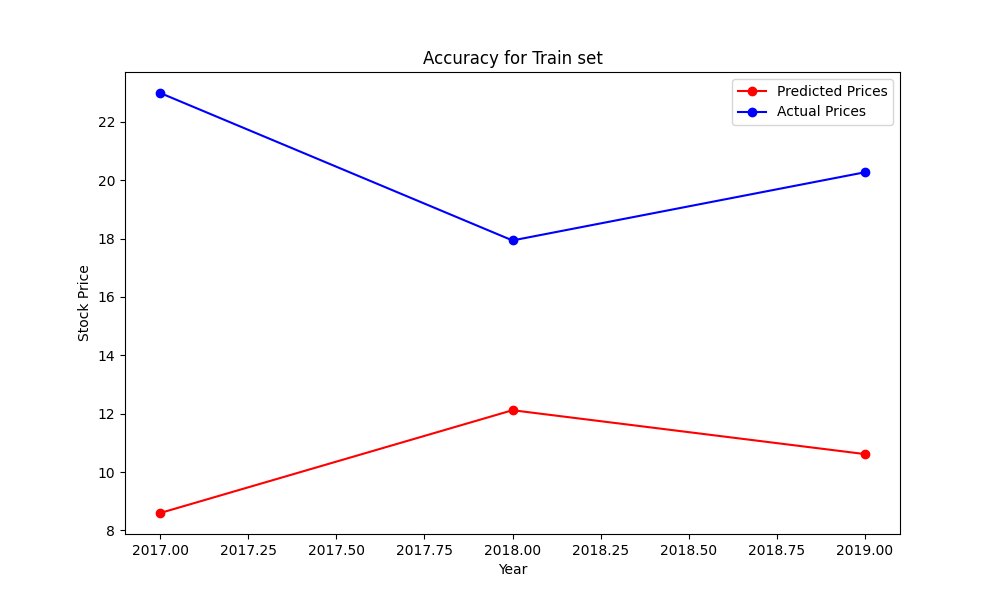 Accuracy for Train set
Predicted Prices
Actual Prices
22
20
18
16
14
12
10
8
Stock Price
2017.00 2017.25 2017.50 2017.75 2018.00 2018.25 2018.50 2018.75 2019.00
Year